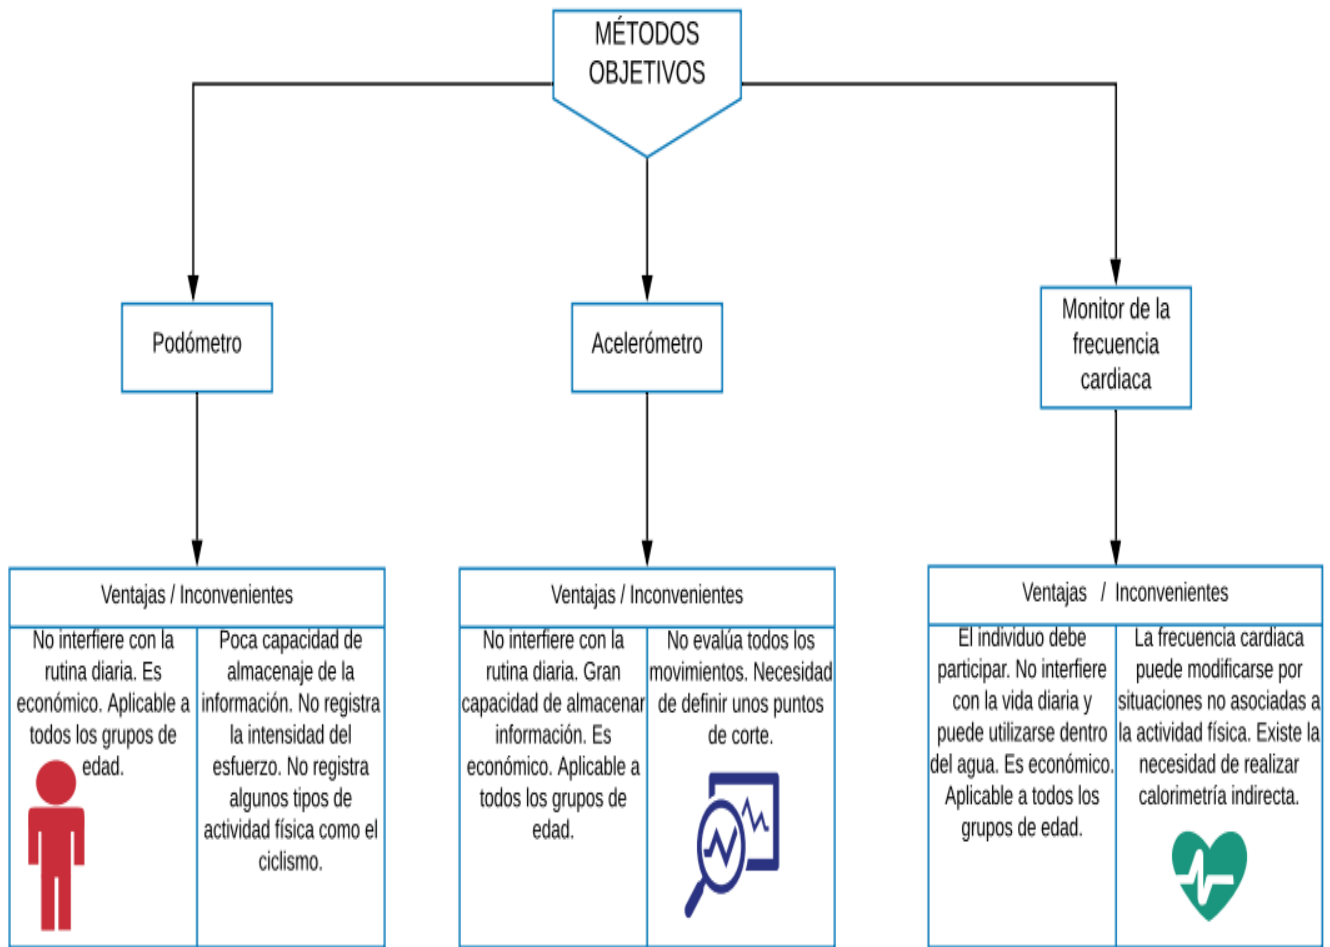 MÉTODOS
OBJETIVOS
Podómetro
Acelerómetro
Monitor de la
frecuencia
cardiaca
Ventajas / Inconvenientes
No interfiere con la
rutina diaria. Es
económico. Aplicable a
todos los grupos de
edad.
Poca capacidad de
almacenaje de la
información. No registra
la intensidad del
esfuerzo. No registra
algunos tipos de
actividad física como el
ciclismo.
Ventajas / Inconvenientes
No interfiere con la
rutina diaria. Gran
capacidad de almacenar
información. Es
económico. Aplicable a
todos los grupos de
edad.
No evalúa todos los
movimientos. Necesidad
de definir unos puntos
de corte.
Ventajas / Inconvenientes
El individuo debe
participar. No interfiere
con la vida diaria y
puede utilizarse dentro
del agua. Es económico.
Aplicable a todos los
grupos de edad.
La frecuencia cardiaca
puede modificarse por
situaciones no asociadas a
la actividad física. Existe la
necesidad de realizar
calorimetría indirecta.